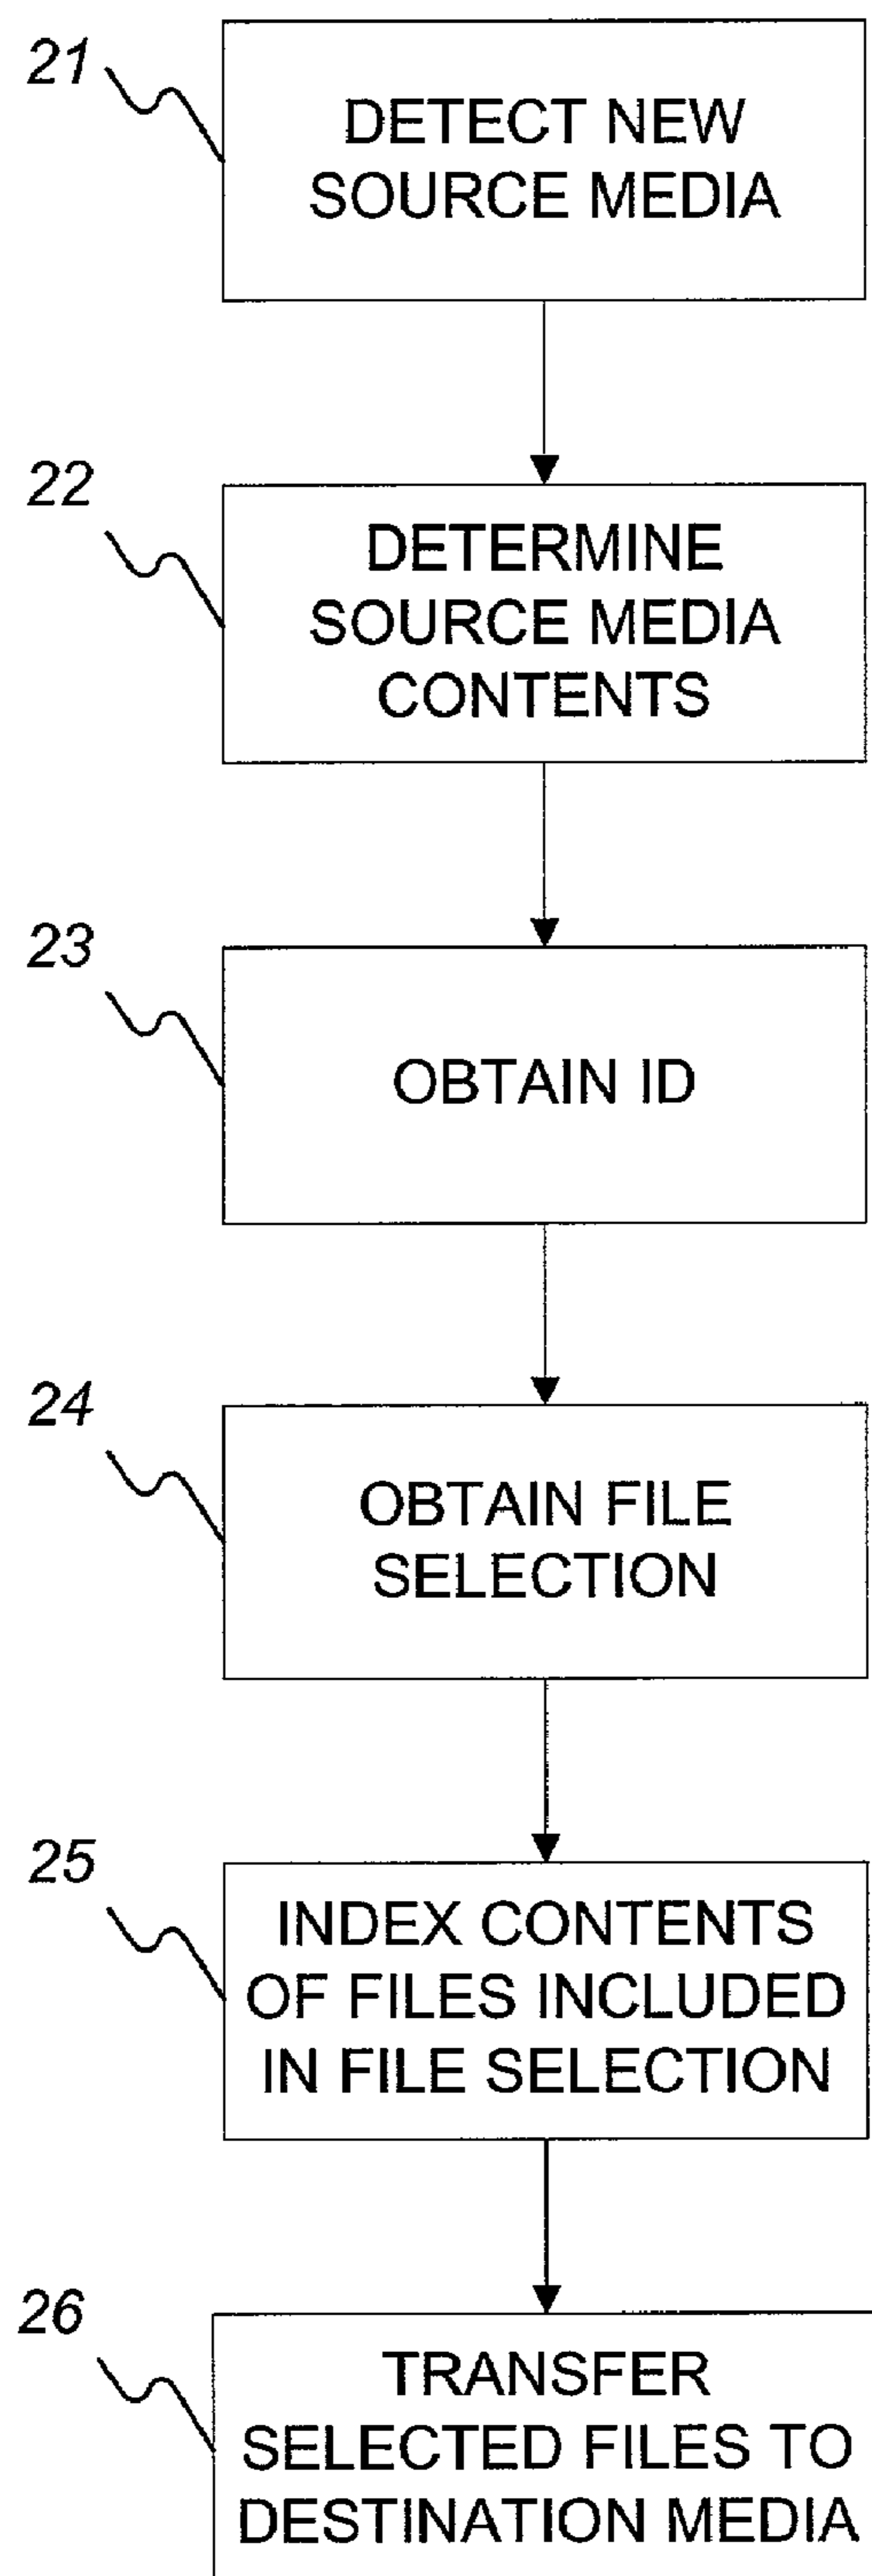 21
DETECT NEW
SOURCE MEDIA
22
DETERMINE
SOURCE MEDIA
CONTENTS
23
OBTAIN ID
24
OBTAIN FILE
SELECTION
25
INDEX CONTENTS
OF FILES INCLUDED
IN FILE SELECTION
26
TRANSFER
SELECTED FILES TO
DESTINATION MEDIA